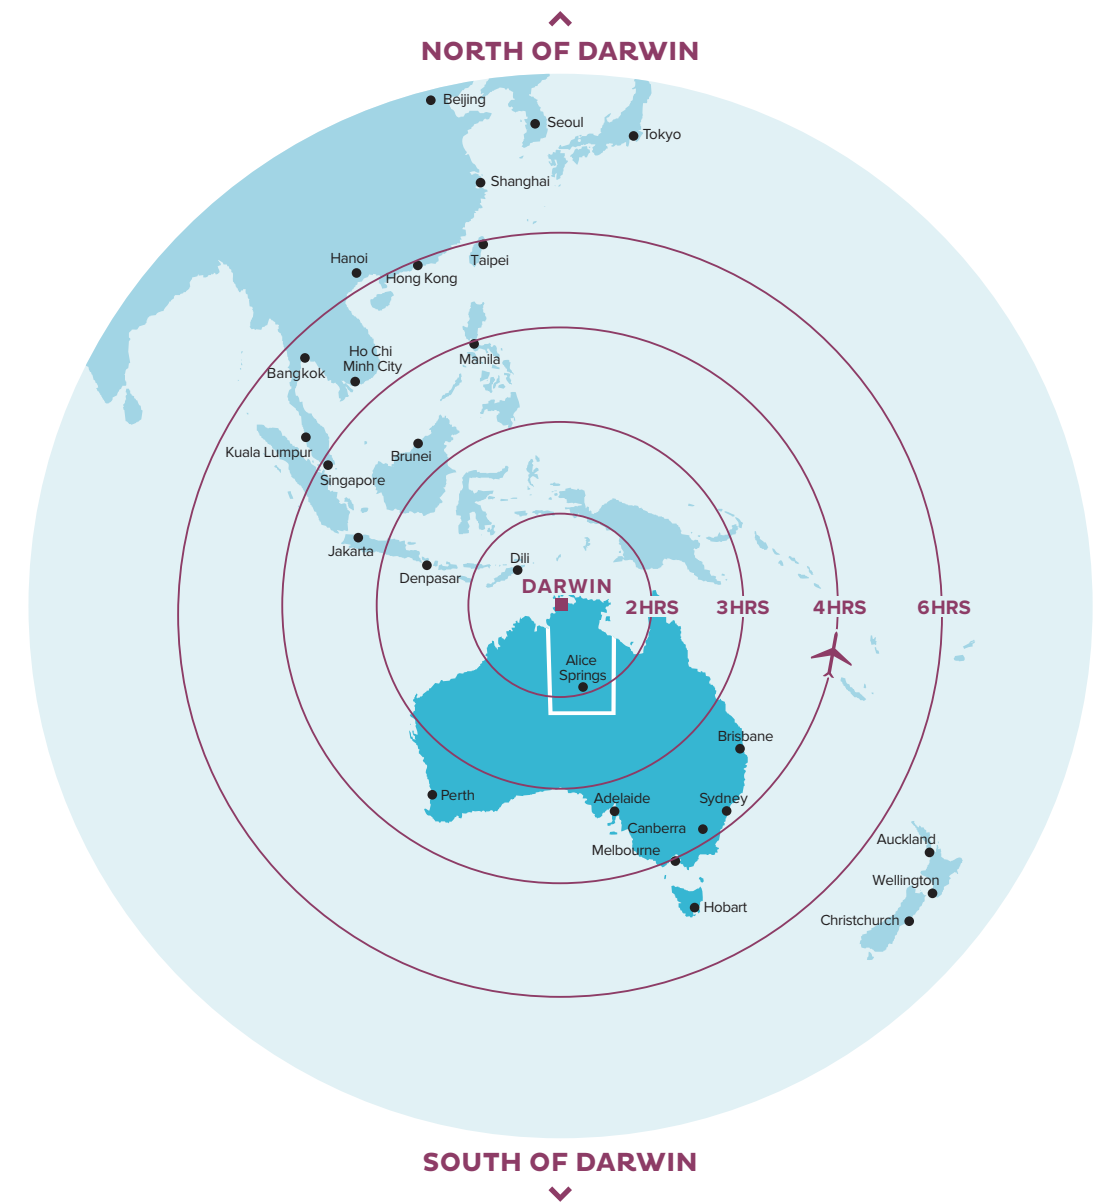 NORTH OF DARWIN
Beijing
Seoul
Tokyo
Shanghai
Hanoi
Taipei
Hong Kong
Ho Chi
Minh City
Manila
Bangkok
Kuala Lumpur
Brunei
Singapore
Jakarta
Dili
Denpasar
DARWIN
2HRS
3HRS
4HRS
6HRS
Alice
Springs
Brisbane
Perth
Adelaide
Sydney
Canberra
Melbourne
Auckland
Wellington
Hobart
Christchurch
SOUTH OF DARWIN